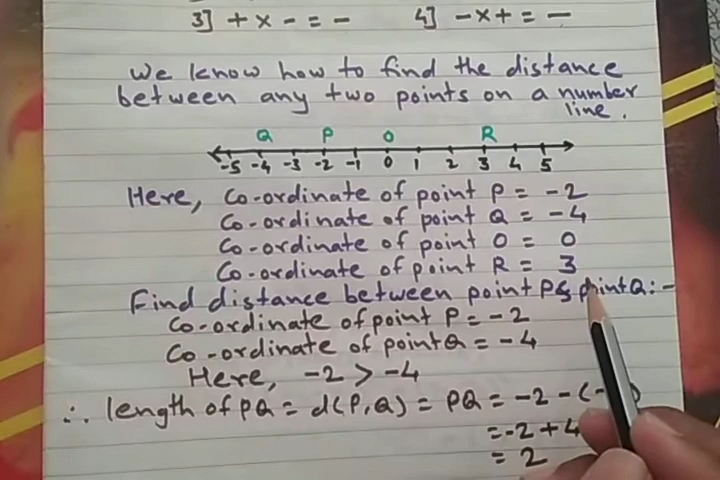 3] + x - = -    4] - x + = -
We know how to find the distance
between any two points on a number
line.
Q P O R
-5 -4 -3 -2 -1 0 1 2 3 4 5
Here, Co-ordinate of point P = -2
Co-ordinate of point Q = -4
Co-ordinate of point O = 0
Co-ordinate of point R = 3
Find distance between point P & point Q:-
Co-ordinate of point P = -2
Co-ordinate of point Q = -4
Here, -2 > -4
∴ length of PQ = d(P,Q) = PQ = -2-(-
= -2+4
= 2